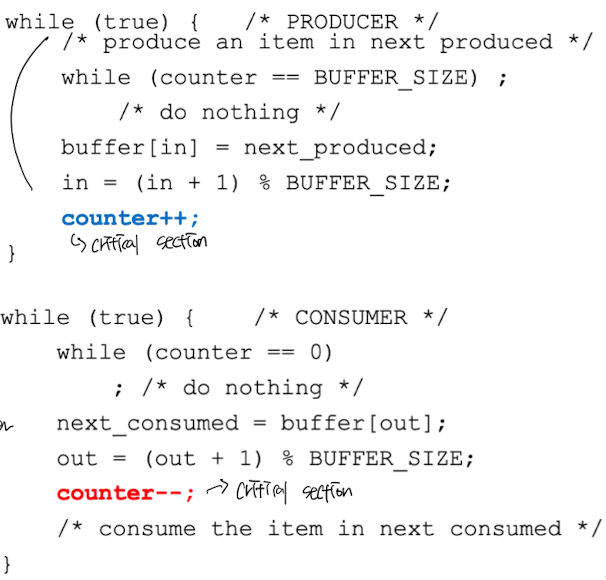 while (true) {    /* PRODUCER */
/* produce an item in next produced */
while (counter == BUFFER_SIZE) ;
/* do nothing */
buffer[in] = next_produced;
in = (in + 1) % BUFFER_SIZE;
counter++;
↳ critical section
}
while (true) {    /* CONSUMER */
while (counter == 0)
; /* do nothing */
next_consumed = buffer[out];
out = (out + 1) % BUFFER_SIZE;
counter--; → critical section
/* consume the item in next consumed */
}